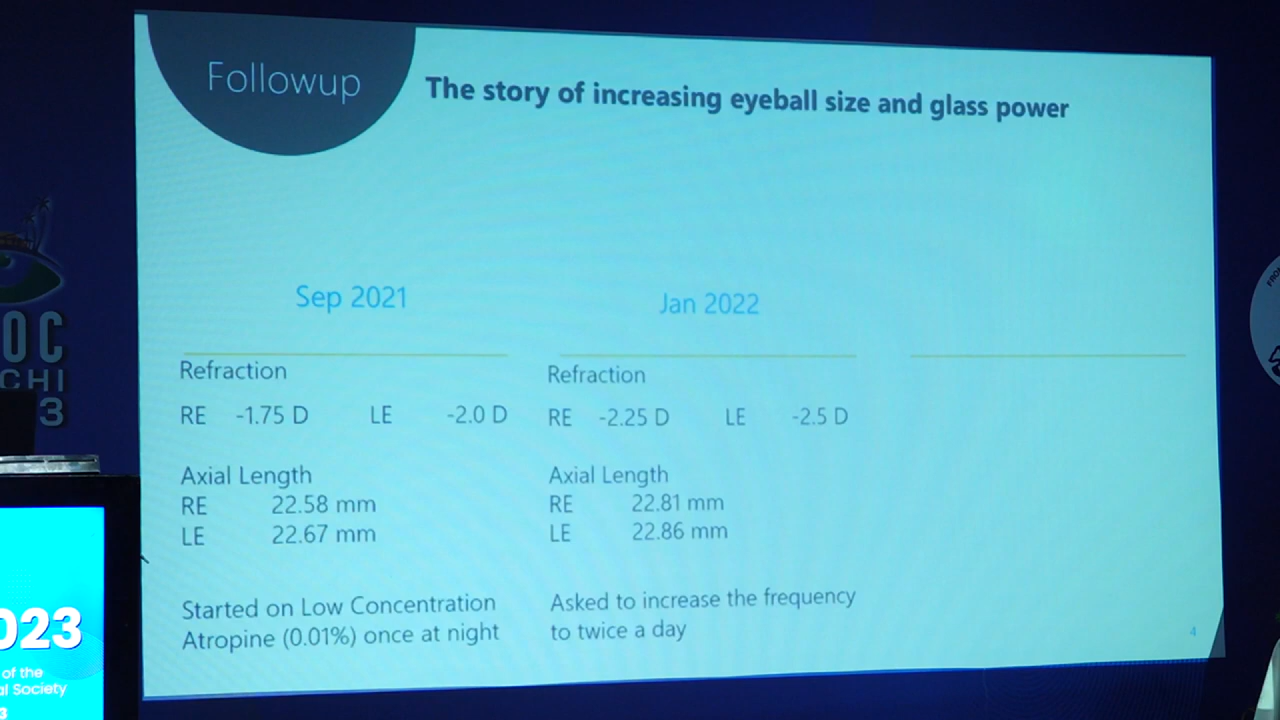 Followup
The story of increasing eyeball size and glass power
Sep 2021
Refraction
RE -1.75 D LE -2.0 D
Axial Length
RE 22.58 mm
LE 22.67 mm
Started on Low Concentration
Atropine (0.01%) once at night
Jan 2022
Refraction
RE -2.25 D LE -2.5 D
Axial Length
RE 22.81 mm
LE 22.86 mm
Asked to increase the frequency
to twice a day
4
OC
CHI
3
023
of the
al Society
3